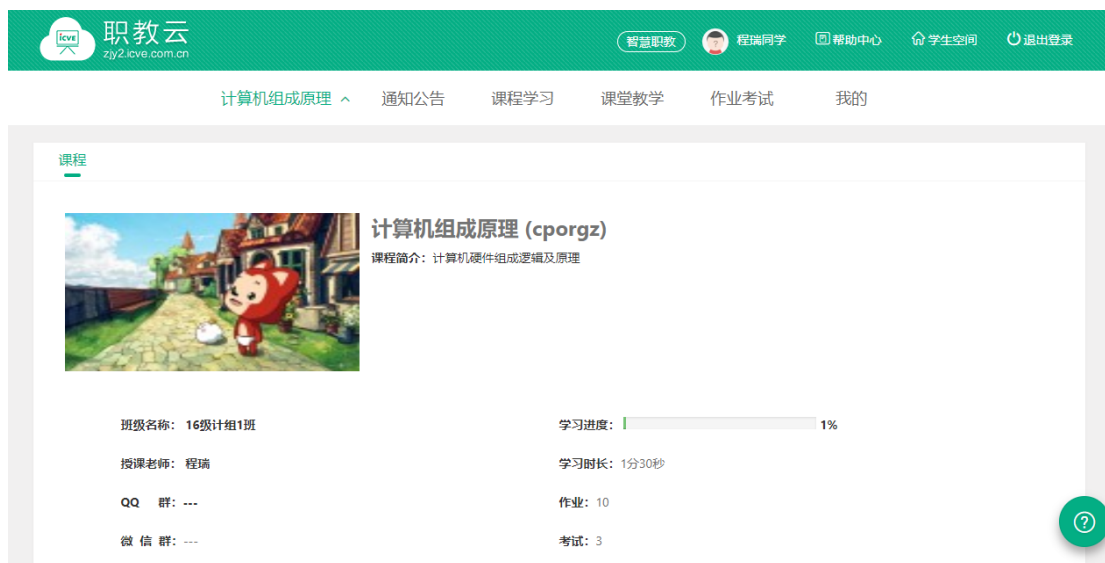 icve 职教云
zjy2.icve.com.cn
智慧职教 程瑞同学 帮助中心 学生空间 退出登录
计算机组成原理 通知公告 课程学习 课堂教学 作业考试 我的
课程
计算机组成原理 (cporgz)
课程简介：计算机硬件组成逻辑及原理
班级名称： 16级计组1班
学习进度： 1%
授课老师： 程瑞
学习时长：1分30秒
QQ 群：---
作业：10
微 信 群：---
考试：3